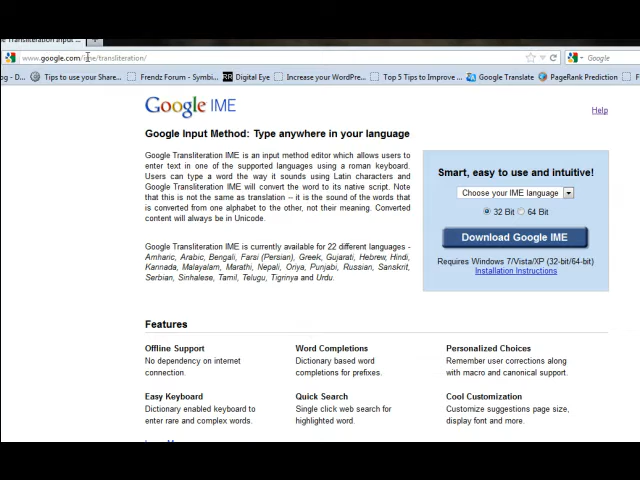 Transliteration Input ...
www.google.com/ime/transliteration/
Google
og - D...
Tips to use your Share...
Frendz Forum - Symbi...
RR Digital Eye
Increase your WordPre...
Top 5 Tips to Improve ...
Google Translate
PageRank Prediction
Google IME
Help
Google Input Method: Type anywhere in your language
Google Transliteration IME is an input method editor which allows users to
enter text in one of the supported languages using a roman keyboard.
Users can type a word the way it sounds using Latin characters and
Google Transliteration IME will convert the word to its native script. Note
that this is not the same as translation -- it is the sound of the words that
is converted from one alphabet to the other, not their meaning. Converted
content will always be in Unicode.
Google Transliteration IME is currently available for 22 different languages -
Amharic, Arabic, Bengali, Farsi (Persian), Greek, Gujarati, Hebrew, Hindi,
Kannada, Malayalam, Marathi, Nepali, Oriya, Punjabi, Russian, Sanskrit,
Serbian, Sinhalese, Tamil, Telugu, Tigrinya and Urdu.
Smart, easy to use and intuitive!
Choose your IME language
32 Bit 64 Bit
Download Google IME
Requires Windows 7/Vista/XP (32-bit/64-bit)
Installation Instructions
Features
Offline Support
No dependency on internet
connection.
Word Completions
Dictionary based word
completions for prefixes.
Personalized Choices
Remember user corrections along
with macro and canonical support.
Easy Keyboard
Dictionary enabled keyboard to
enter rare and complex words.
Quick Search
Single click web search for
highlighted word.
Cool Customization
Customize suggestions page size,
display font and more.